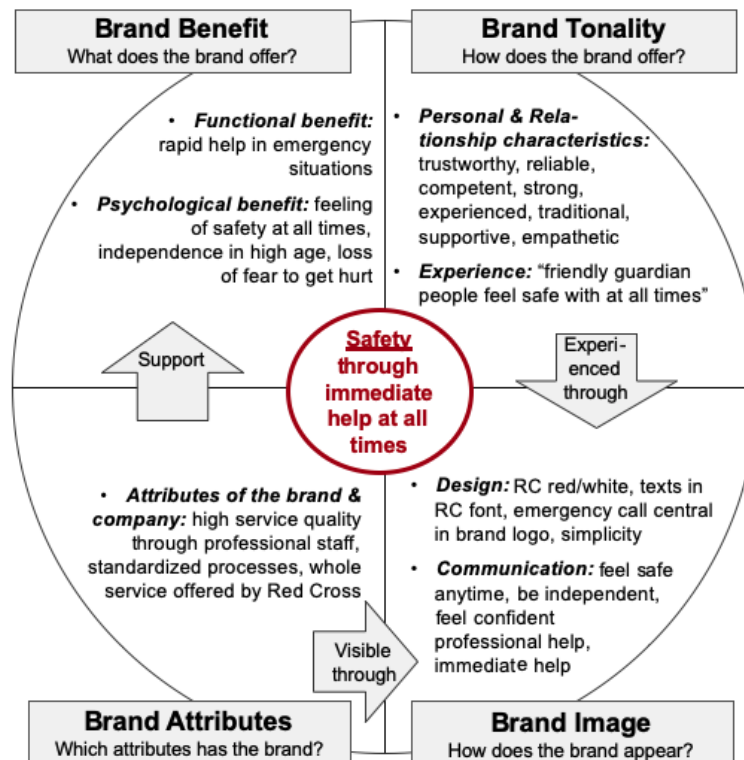 Brand Benefit
What does the brand offer?
• Functional benefit:
rapid help in emergency
situations
• Psychological benefit: feeling
of safety at all times,
independence in high age, loss
of fear to get hurt
Brand Tonality
How does the brand offer?
• Personal & Rela-
tionship characteristics:
trustworthy, reliable,
competent, strong,
experienced, traditional,
supportive, empathetic
• Experience: “friendly guardian
people feel safe with at all times”
Support
Safety
through
immediate
help at all
times
Experi-
enced
through
• Attributes of the brand &
company: high service quality
through professional staff,
standardized processes, whole
service offered by Red Cross
Visible
through
• Design: RC red/white, texts in
RC font, emergency call central
in brand logo, simplicity
• Communication: feel safe
anytime, be independent,
feel confident
professional help,
immediate help
Brand Attributes
Which attributes has the brand?
Brand Image
How does the brand appear?